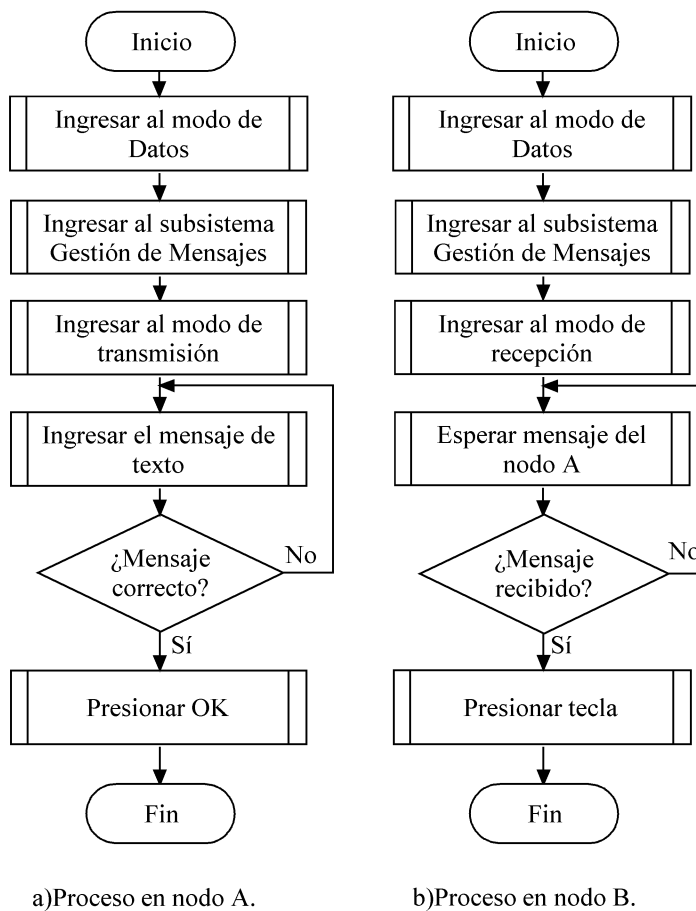 Inicio
Ingresar al modo de
Datos
Ingresar al subsistema
Gestión de Mensajes
Ingresar al modo de
transmisión
Ingresar el mensaje de
texto
¿Mensaje
correcto?
No
Sí
Presionar OK
Fin
a)Proceso en nodo A.
Inicio
Ingresar al modo de
Datos
Ingresar al subsistema
Gestión de Mensajes
Ingresar al modo de
recepción
Esperar mensaje del
nodo A
¿Mensaje
recibido?
No
Sí
Presionar tecla
Fin
b)Proceso en nodo B.